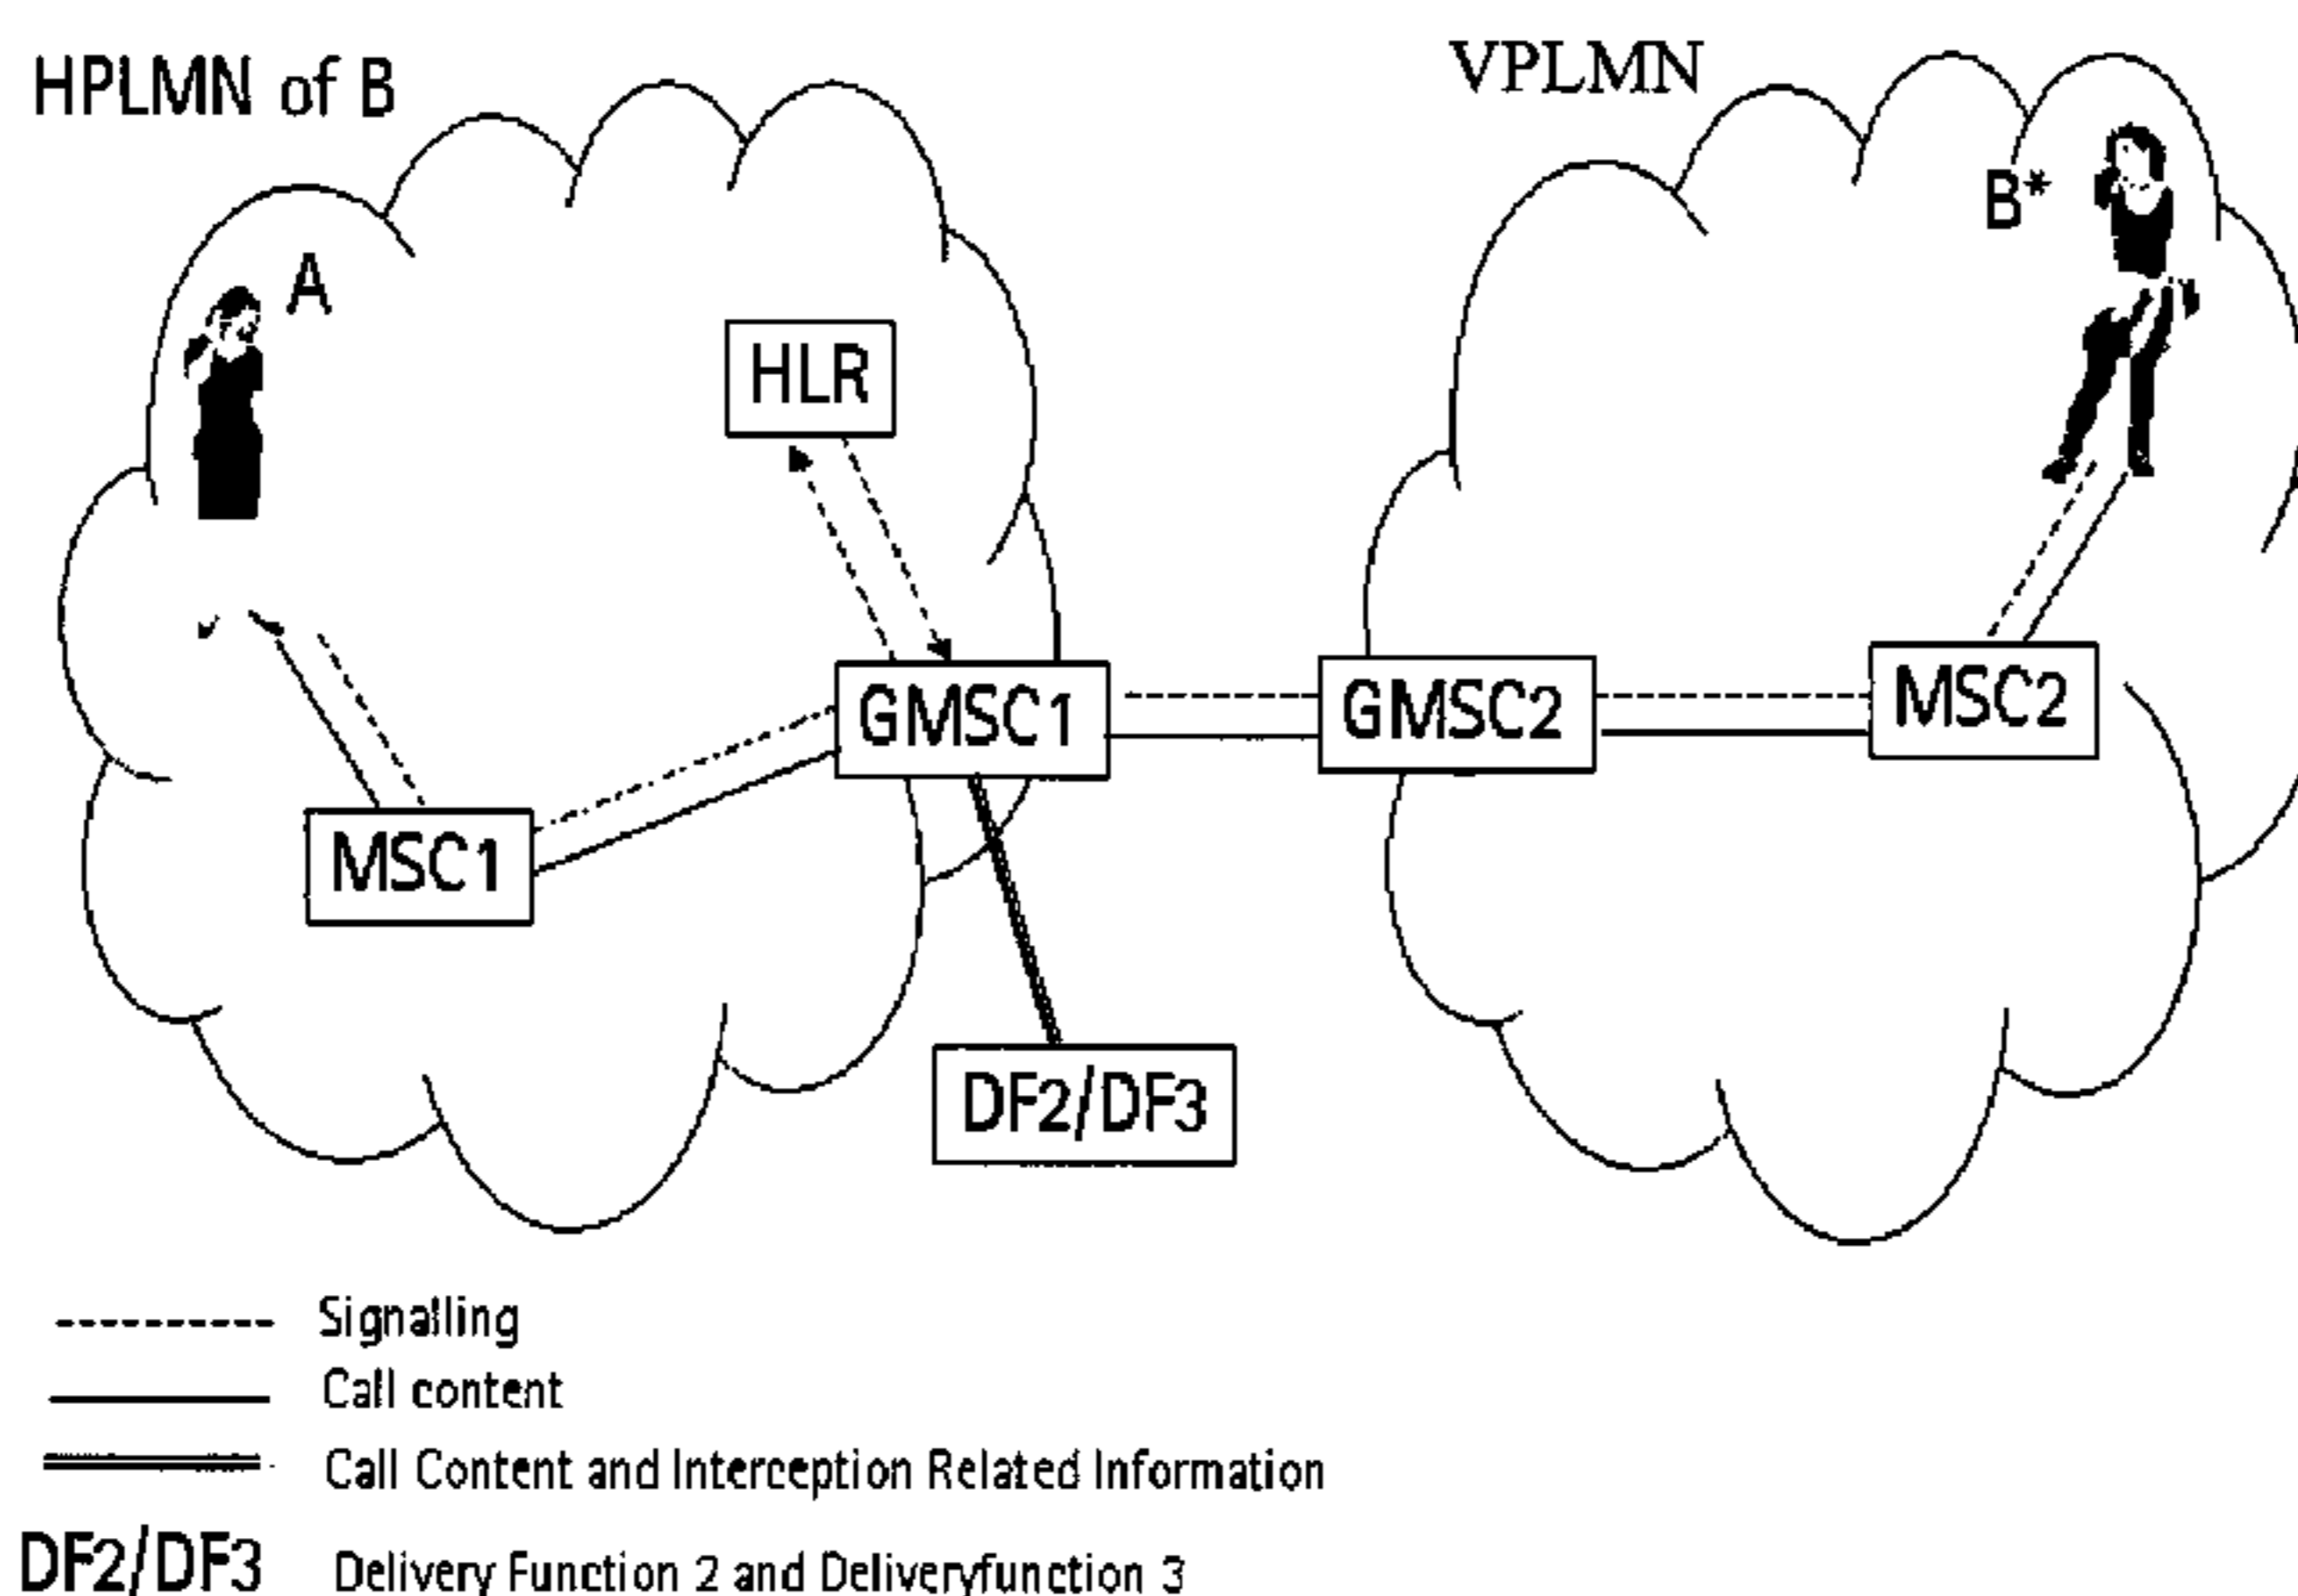 HPLMN of B
VPLMN
B*
A
HLR
GMSC1
GMSC2
MSC2
MSC1
DF2/DF3
Signalling
Call content
Call Content and Interception Related Information
DF2/DF3 Delivery Function 2 and Deliveryfunction 3